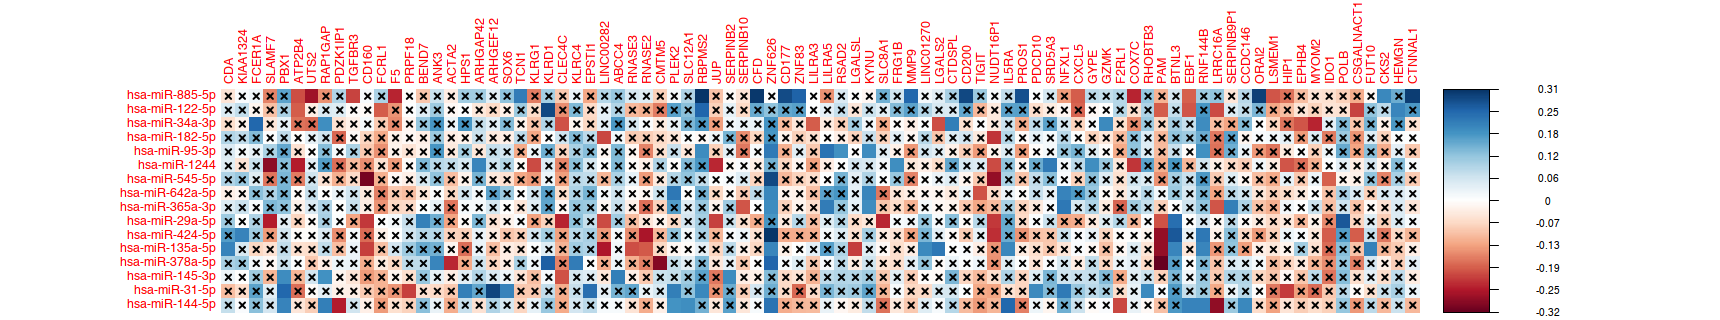 CDA
KIAA1324
FCER1A
SLAMF7
PBX1
ATP2B4
UTS2
RAP1GAP
PDZK1IP1
TGFBR3
CD160
FCRL1
F5
PRPF18
BEND7
ANK3
ACTA2
HPS1
ARHGAP42
ARHGEF12
SOX6
TCN1
KLRG1
KLRD1
CLEC4C
KLRC4
EPSTI1
LINC00282
ABCC4
RNASE3
RNASE2
CMTM5
PLEK2
SLC12A1
RBPMS2
JUP
SERPINB2
SERPINB10
CFD
ZNF626
CD177
ZNF83
LILRA3
LILRA5
RSAD2
LGALSL
KYNU
SLC8A1
FRG1B
MMP9
LINC01270
LGALS2
CTDSPL
CD200
TIGIT
NUDT16P1
IL5RA
PROS1
PDCD10
SRD5A3
NFXL1
CXCL5
GYPE
GZMK
F2RL1
COX7C
RHOBTB3
PAM
BTNL3
EBF1
RNF144B
LRRC16A
SERPINB9P1
CCDC146
ORAI2
LSMEM1
HIP1
EPHB4
MYOM2
IDO1
POLB
CSGALNACT1
FUT10
CKS2
HEMGN
CTNNAL1
hsa-miR-885-5p
hsa-miR-122-5p
hsa-miR-34a-3p
hsa-miR-182-5p
hsa-miR-95-3p
hsa-miR-1244
hsa-miR-545-5p
hsa-miR-642a-5p
hsa-miR-365a-3p
hsa-miR-29a-5p
hsa-miR-424-5p
hsa-miR-135a-5p
hsa-miR-378a-5p
hsa-miR-145-3p
hsa-miR-31-5p
hsa-miR-144-5p
0.31
0.25
0.18
0.12
0.06
0
-0.07
-0.13
-0.19
-0.25
-0.32